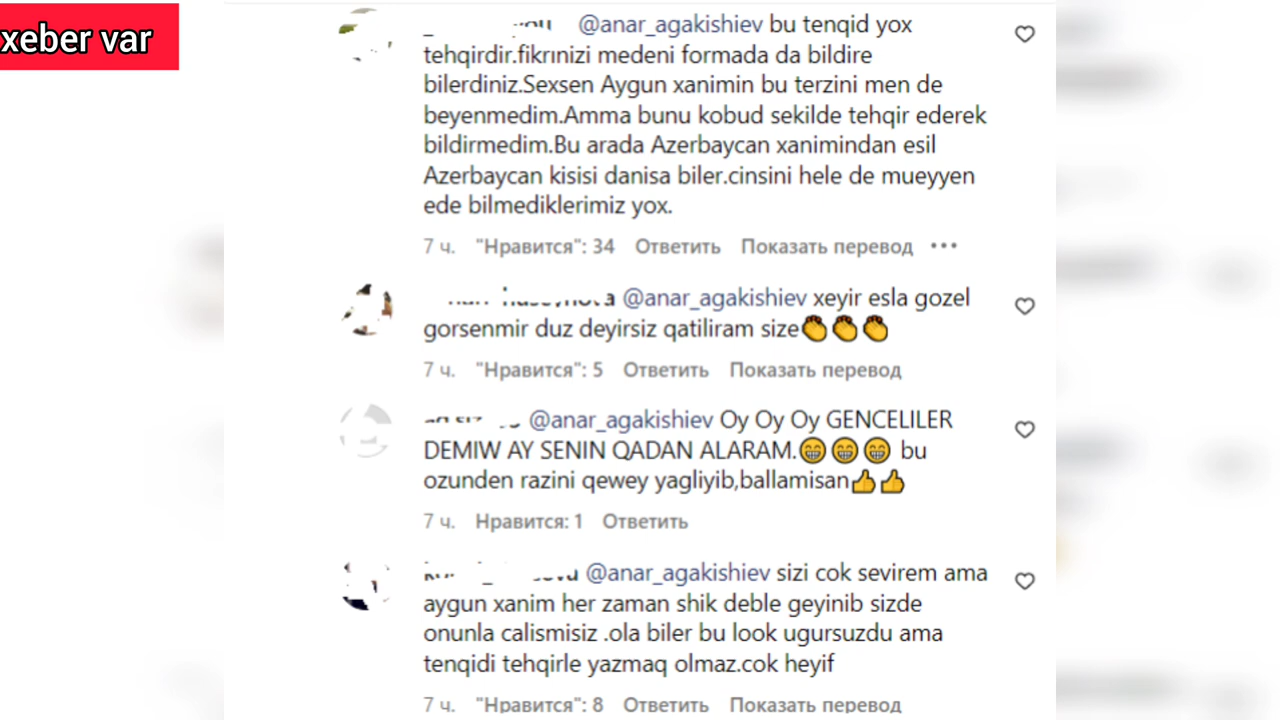 xeber var
@anar_agakishiev bu tenqid yox
tehqirdir.fikrınizi medeni formada da bildire
bilerdiniz.Sexsen Aygun xanimin bu terzini men de
beyenmedim.Amma bunu kobud sekilde tehqir ederek
bildirmedim.Bu arada Azerbaycan xanimindan esil
Azerbaycan kisisi danisa biler.cinsini hele de mueyyen
ede bilmediklerimiz yox.
7 ч. "Нравится": 34 Ответить Показать перевод •••
@anar_agakishiev xeyir esla gozel
gorsenmir duz deyirsiz qatiliram size👏👏👏
7 ч. "Нравится": 5 Ответить Показать перевод
@anar_agakishiev Oy Oy Oy GENCELILER
DEMIW AY SENIN QADAN ALARAM.😁😁😁 bu
ozunden razini qewey yagliyib,ballamisan👍👍
7 ч. Нравится: 1 Ответить
@anar_agakishiev sizi cok sevirem ama
aygun xanim her zaman shik deble geyinib sizde
onunla calismisiz .ola biler bu look ugursuzdu ama
tenqidi tehqirle yazmaq olmaz.cok heyif
7 ч. "Нравится": 8 Ответить Показать перевод